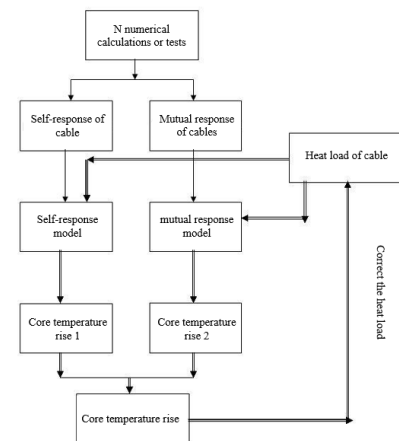 N numerical
calculations or tests
Self-response of
cable
Mutual response
of cables
Heat load of cable
Self-response
model
mutual response
model
Correct the heat load
Core temperature
rise 1
Core temperature
rise 2
Core temperature rise